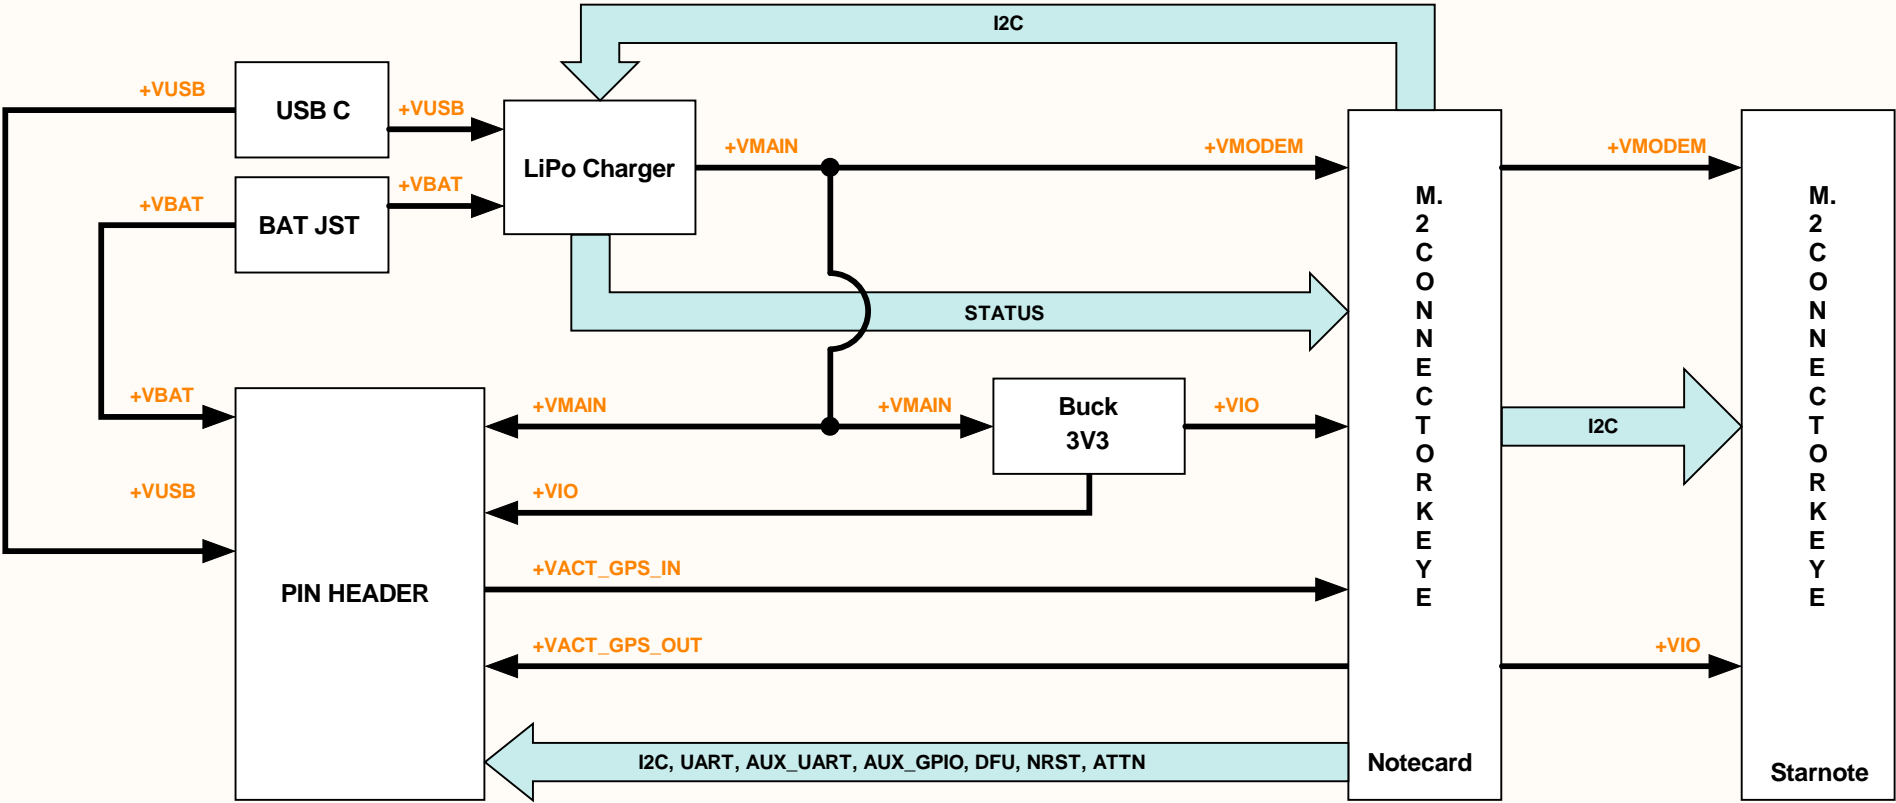 I2C
+VUSB
USB C
+VUSB
LiPo Charger
+VMAIN
+VMODEM
+VMODEM
+VBAT
BAT JST
+VBAT
STATUS
M.
2
C
O
N
N
E
C
T
O
R
K
E
Y
E
Notecard
M.
2
C
O
N
N
E
C
T
O
R
K
E
Y
E
Starnote
+VBAT
+VMAIN
+VMAIN
Buck
3V3
+VIO
I2C
+VUSB
+VIO
+VACT_GPS_IN
PIN HEADER
+VACT_GPS_OUT
+VIO
I2C, UART, AUX_UART, AUX_GPIO, DFU, NRST, ATTN